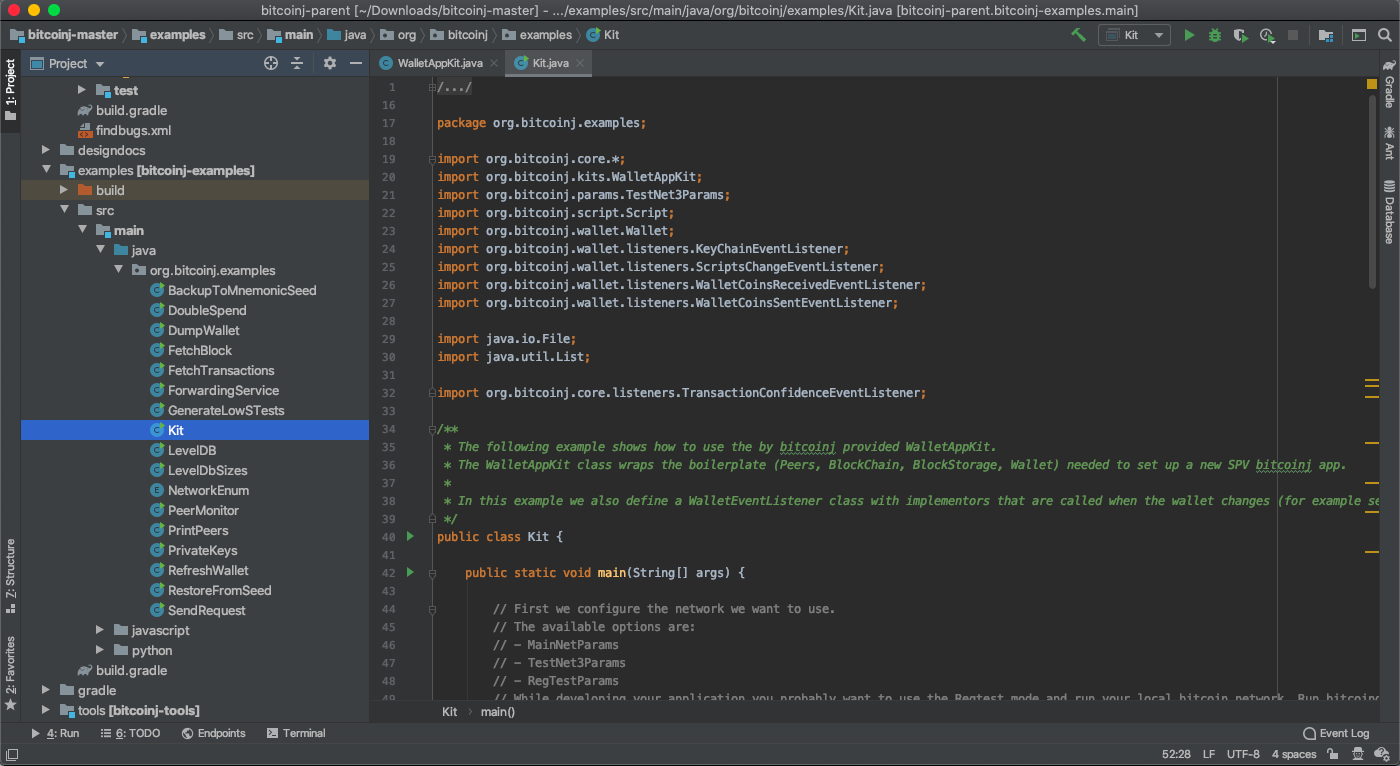 bitcoinj-parent [~/Downloads/bitcoinj-master] - .../examples/src/main/java/org/bitcoinj/examples/Kit.java [bitcoinj-parent.bitcoinj-examples.main]
bitcoinj-master examples src main java org bitcoinj examples Kit
Kit
1: Project
Z: Structure
2: Favorites
Project
test
build.gradle
findbugs.xml
designdocs
examples [bitcoinj-examples]
build
src
main
java
org.bitcoinj.examples
BackupToMnemonicSeed
DoubleSpend
DumpWallet
FetchBlock
FetchTransactions
ForwardingService
GenerateLowSTests
Kit
LevelDB
LevelDbSizes
NetworkEnum
PeerMonitor
PrintPeers
PrivateKeys
RefreshWallet
RestoreFromSeed
SendRequest
javascript
python
build.gradle
gradle
tools [bitcoinj-tools]
WalletAppKit.java Kit.java
1 /.../
16
17 package org.bitcoinj.examples;
18
19 import org.bitcoinj.core.*;
20 import org.bitcoinj.kits.WalletAppKit;
21 import org.bitcoinj.params.TestNet3Params;
22 import org.bitcoinj.script.Script;
23 import org.bitcoinj.wallet.Wallet;
24 import org.bitcoinj.wallet.listeners.KeyChainEventListener;
25 import org.bitcoinj.wallet.listeners.ScriptsChangeEventListener;
26 import org.bitcoinj.wallet.listeners.WalletCoinsReceivedEventListener;
27 import org.bitcoinj.wallet.listeners.WalletCoinsSentEventListener;
28
29 import java.io.File;
30 import java.util.List;
31
32 import org.bitcoinj.core.listeners.TransactionConfidenceEventListener;
33
34 /**
35 * The following example shows how to use the by bitcoinj provided WalletAppKit.
36 * The WalletAppKit class wraps the boilerplate (Peers, BlockChain, BlockStorage, Wallet) needed to set up a new SPV bitcoinj app.
37 *
38 * In this example we also define a WalletEventListener class with implementors that are called when the wallet changes (for example se
39 */
40 public class Kit {
41
42 public static void main(String[] args) {
43
44 // First we configure the network we want to use.
45 // The available options are:
46 // - MainNetParams
47 // - TestNet3Params
48 // - RegTestParams
49 // While developing your application you probably want to use the Regtest mode and run your local bitcoin network. Run bitcoind
Kit main()
Gradle
Ant
Database
4: Run 6: TODO Endpoints Terminal Event Log
52:28 LF UTF-8 4 spaces